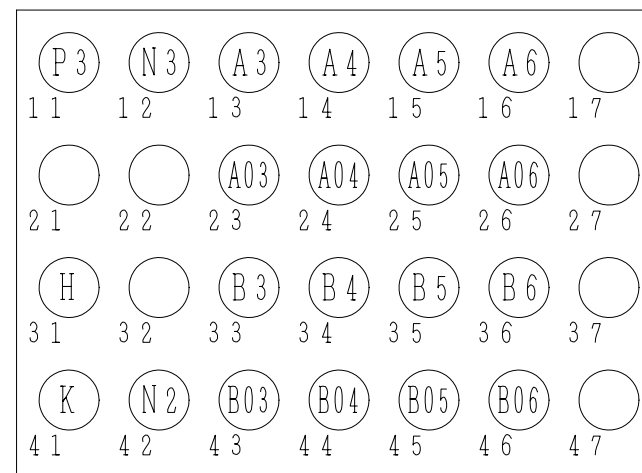 P3 N3 A3 A4 A5 A6
11 12 13 14 15 16 17
A03 A04 A05 A06
21 22 23 24 25 26 27
H B3 B4 B5 B6
31 32 33 34 35 36 37
K N2 B03 B04 B05 B06
41 42 43 44 45 46 47